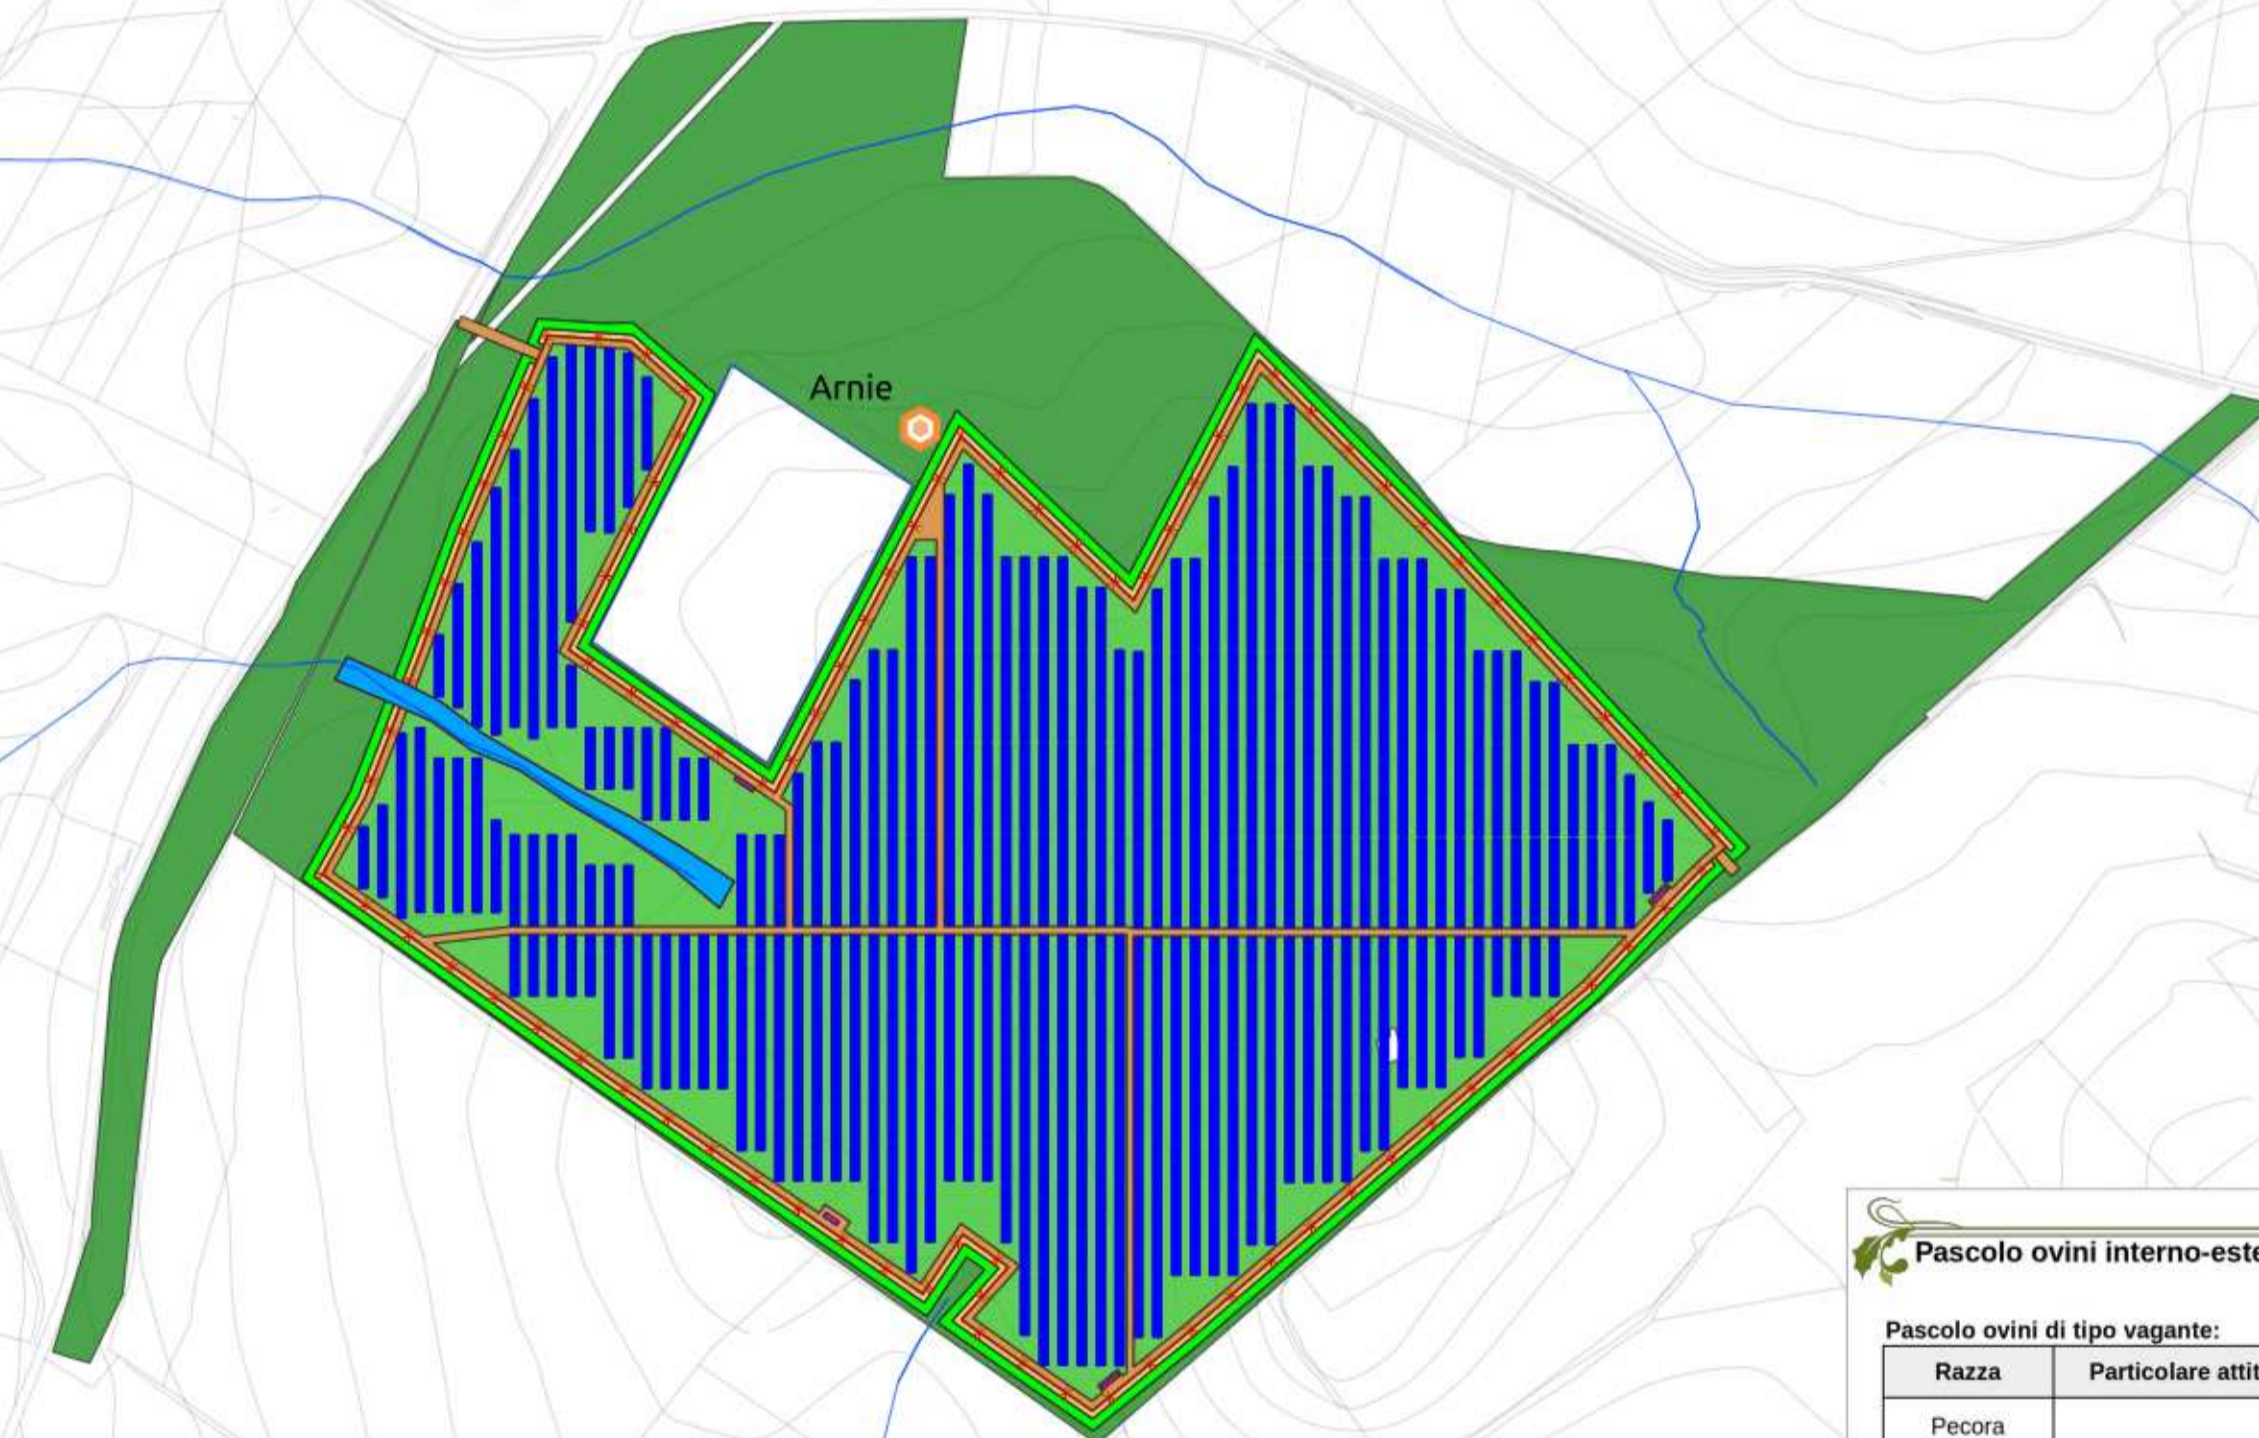 Arnie
Pascolo ovini interno-este
Pascolo ovini di tipo vagante:
Razza Particolare attit
Pecora